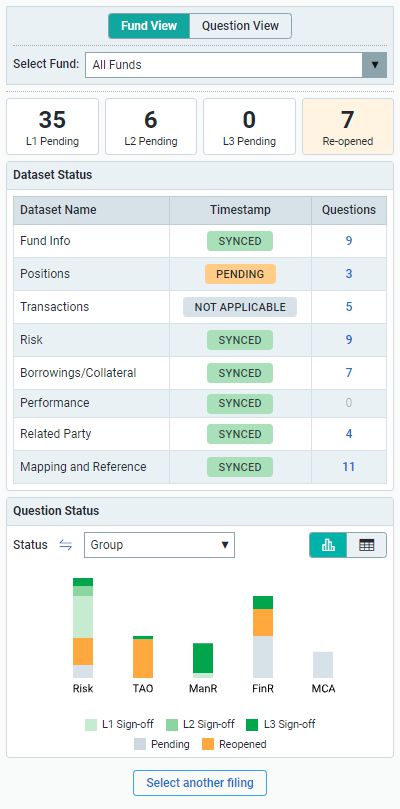 Fund View Question View
Select Fund: All Funds
35 6 0 7
L1 Pending L2 Pending L3 Pending Re-opened
Dataset Status
Dataset Name Timestamp Questions
Fund Info SYNCED 9
Positions PENDING 3
Transactions NOT APPLICABLE 5
Risk SYNCED 9
Borrowings/Collateral SYNCED 7
Performance SYNCED 0
Related Party SYNCED 4
Mapping and Reference SYNCED 11
Question Status
Status Group
Risk TAO ManR FinR MCA
L1 Sign-off L2 Sign-off L3 Sign-off
Pending Reopened
Select another filing